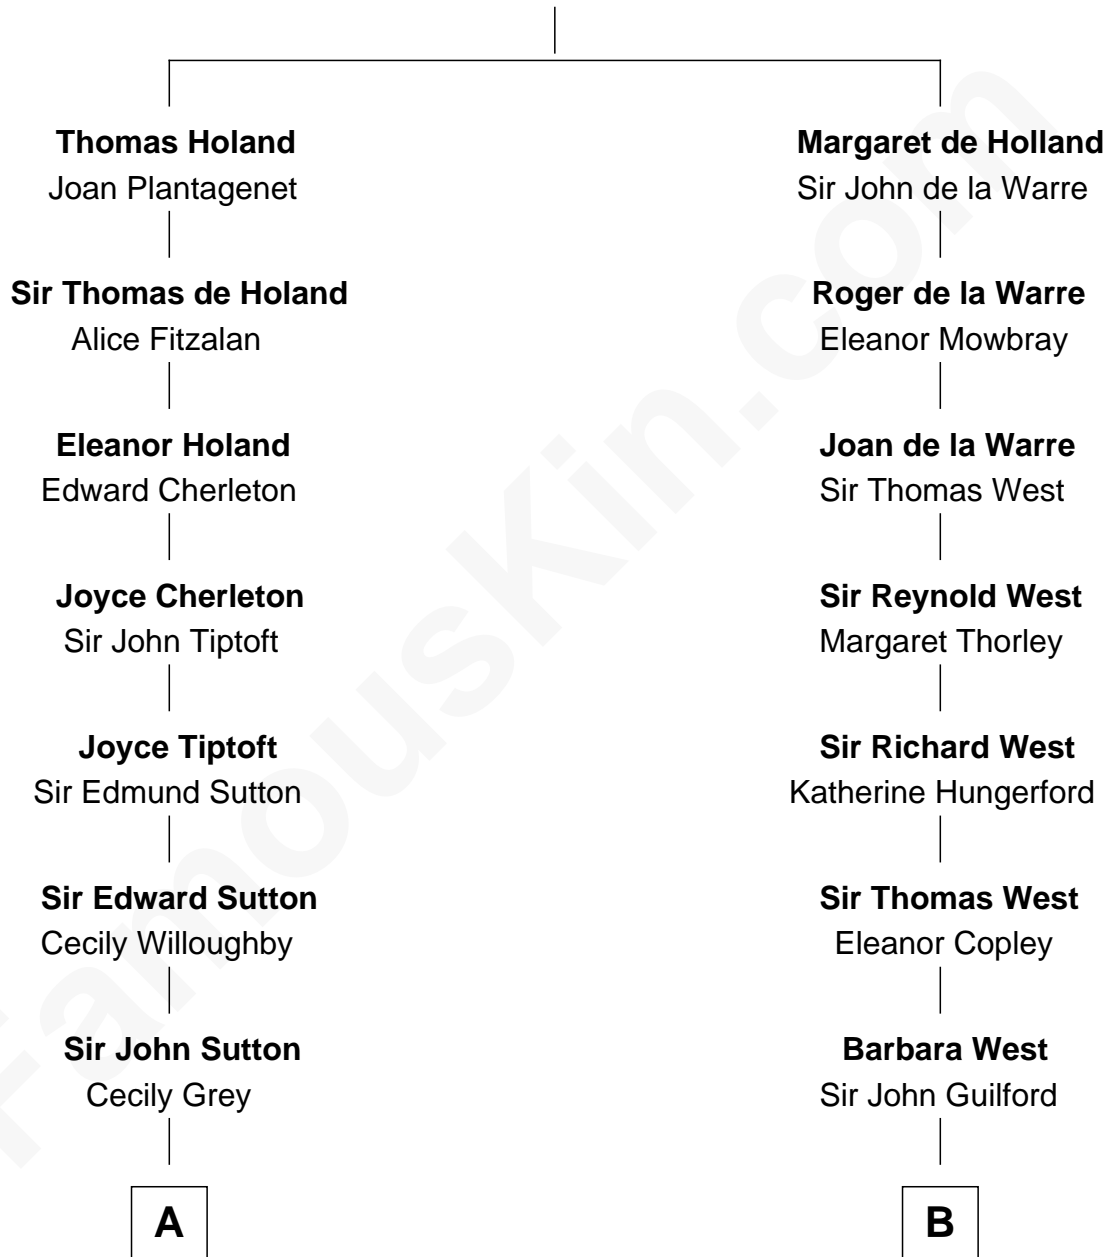 Thomas Holand
Joan Plantagenet
Sir Thomas de Holand
Alice Fitzalan
Eleanor Holand
Edward Cherleton
Joyce Cherleton
Sir John Tiptoft
Joyce Tiptoft
Sir Edmund Sutton
Sir Edward Sutton
Cecily Willoughby
Sir John Sutton
Cecily Grey
A
Margaret de Holland
Sir John de la Warre
Roger de la Warre
Eleanor Mowbray
Joan de la Warre
Sir Thomas West
Sir Reynold West
Margaret Thorley
Sir Richard West
Katherine Hungerford
Sir Thomas West
Eleanor Copley
Barbara West
Sir John Guilford
B
FamousKin.com